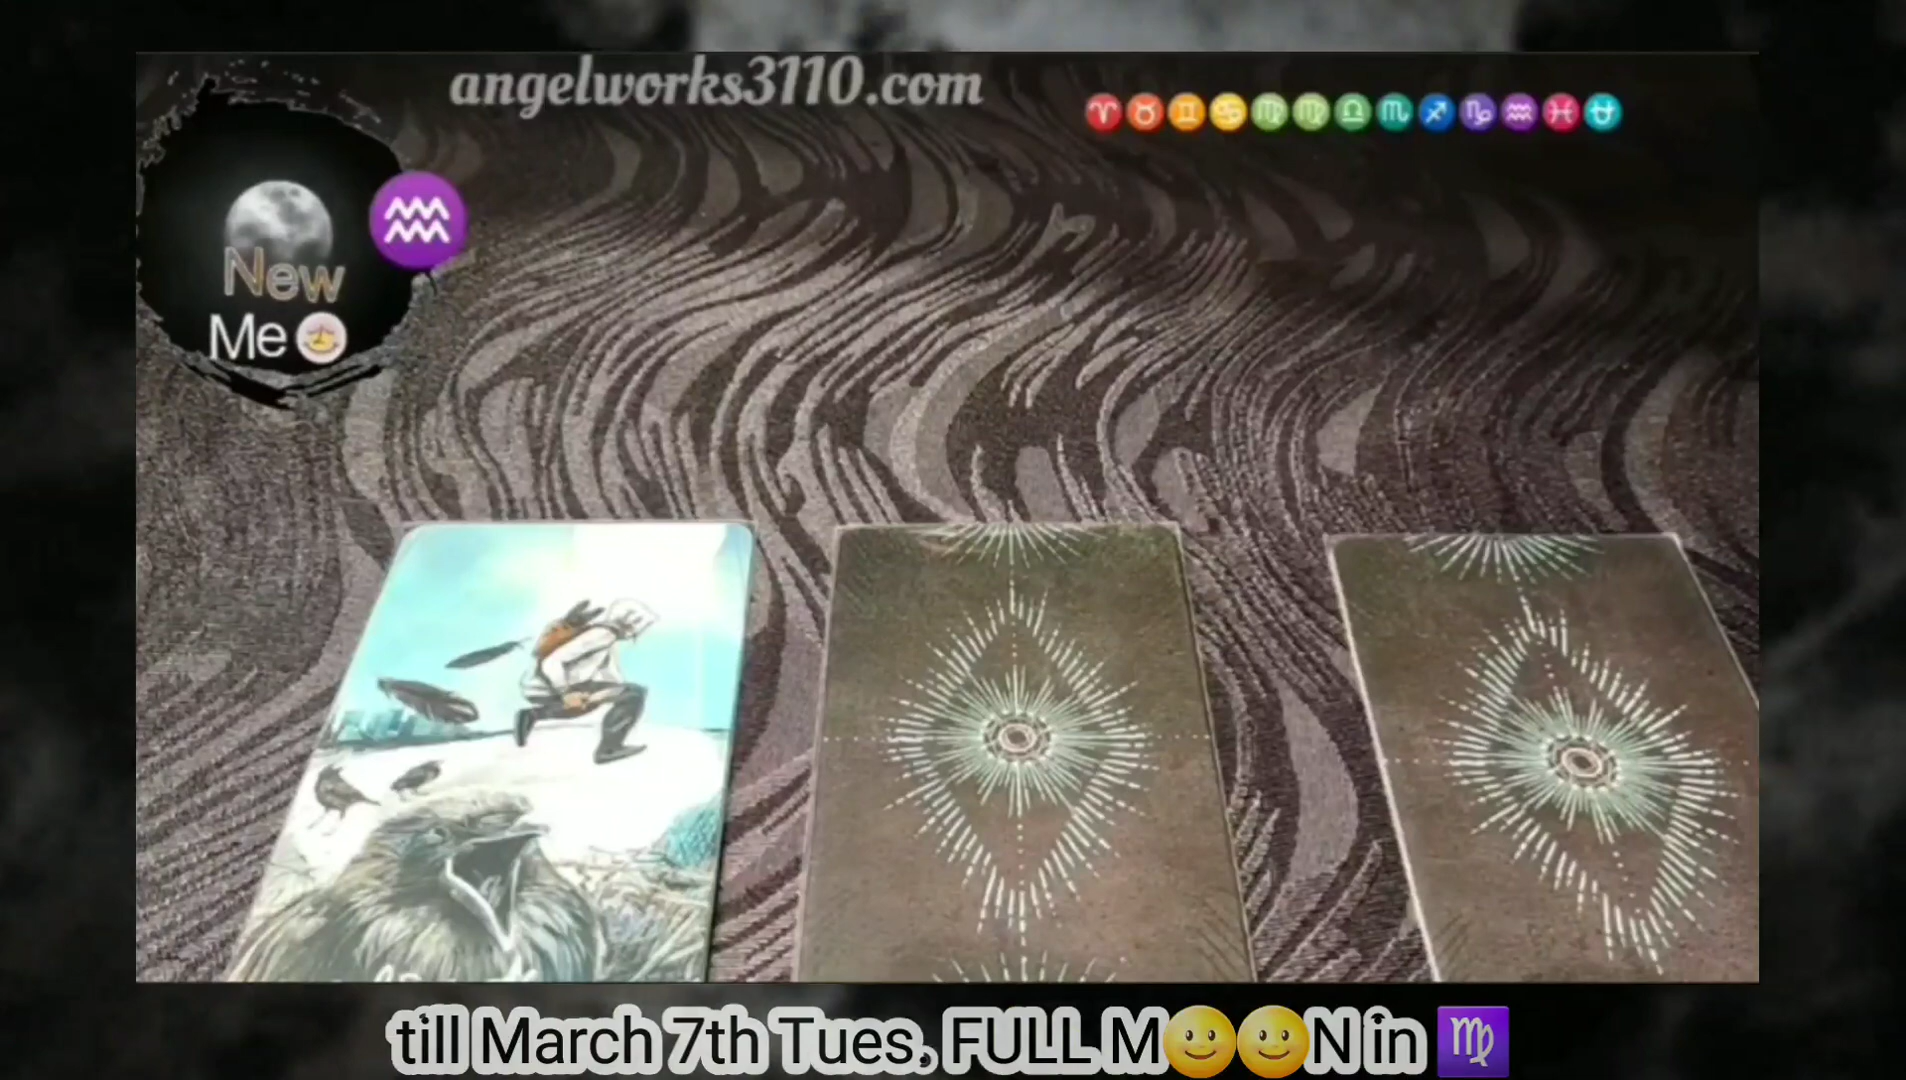 angelworks3110.com
♈♉♊♋♍♍♎♏♐♑♒♓⛎
♒
New
Me
till March 7th Tues. FULL M🌝🌝N in ♍